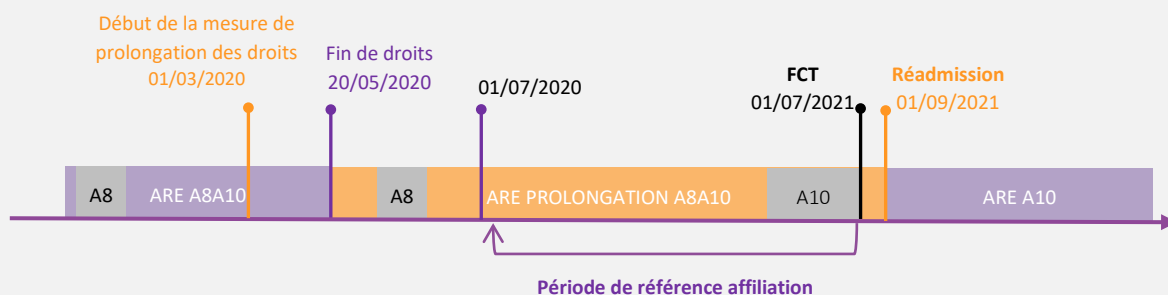 Début de la mesure de
prolongation des droits
01/03/2020
Fin de droits
20/05/2020
01/07/2020
FCT
01/07/2021
Réadmission
01/09/2021
A8
ARE A8A10
A8
ARE PROLONGATION A8A10
A10
ARE A10
Période de référence affiliation